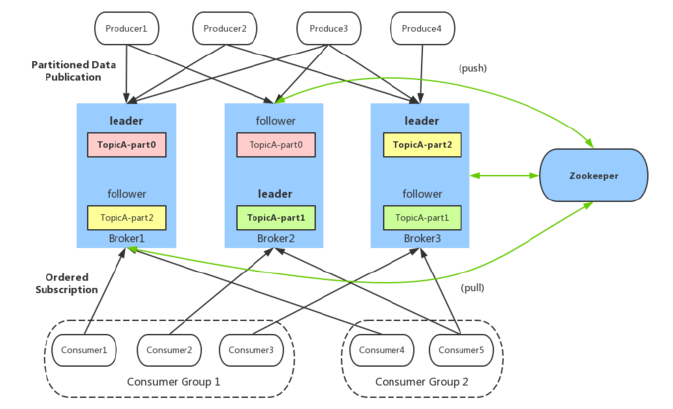 Producer1
Producer2
Producer3
Producer4
Partitioned Data
Publication
(push)
leader
TopicA-part0
follower
TopicA-part2
Broker1
follower
TopicA-part0
leader
TopicA-part1
Broker2
leader
TopicA-part2
follower
TopicA-part1
Broker3
Zookeeper
Ordered
Subscription
(pull)
Consumer1
Consumer2
Consumer3
Consumer Group 1
Consumer4
Consumer5
Consumer Group 2